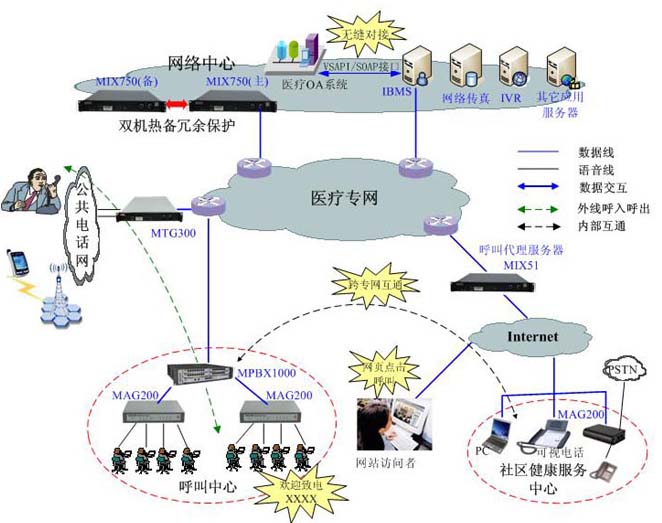 无缝对接
网络中心
MIX750(备)
MIX750(主)
双机热备冗余保护
医疗OA系统
VSAPI/SOAP接口
IBMS
网络传真
IVR
其它应用
服务器
医疗专网
数据线
语音线
数据交互
外线呼入呼出
内部互通
公共电话网
MTG300
呼叫代理服务器
MIX51
跨专网互通
Internet
MPBX1000
MAG200
MAG200
网页点击
呼叫
PSTN
MAG200
PC
可视电话
网站访问者
社区健康服务
中心
呼叫中心
欢迎致电
XXXX